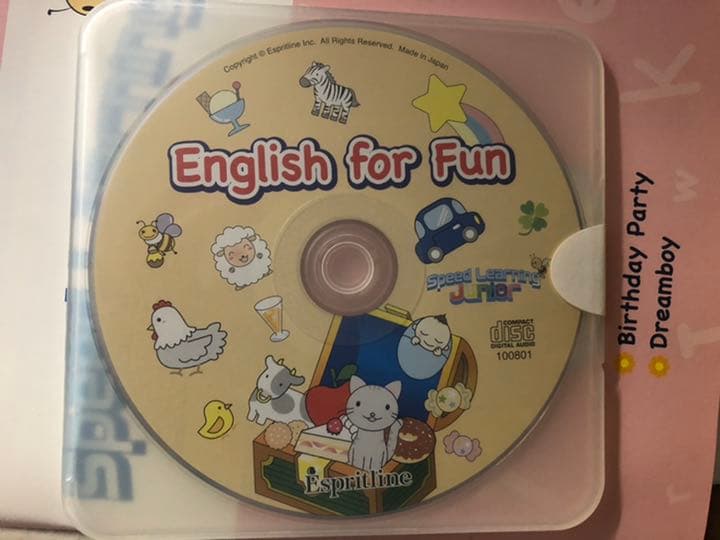 Copyright © Espritline Inc. All Rights Reserved. Made in Japan
English for Fun
Speed Learning
Junior
COMPACT
disc
DIGITAL AUDIO
100801
Espritline
Birthday Party
Dreamboy